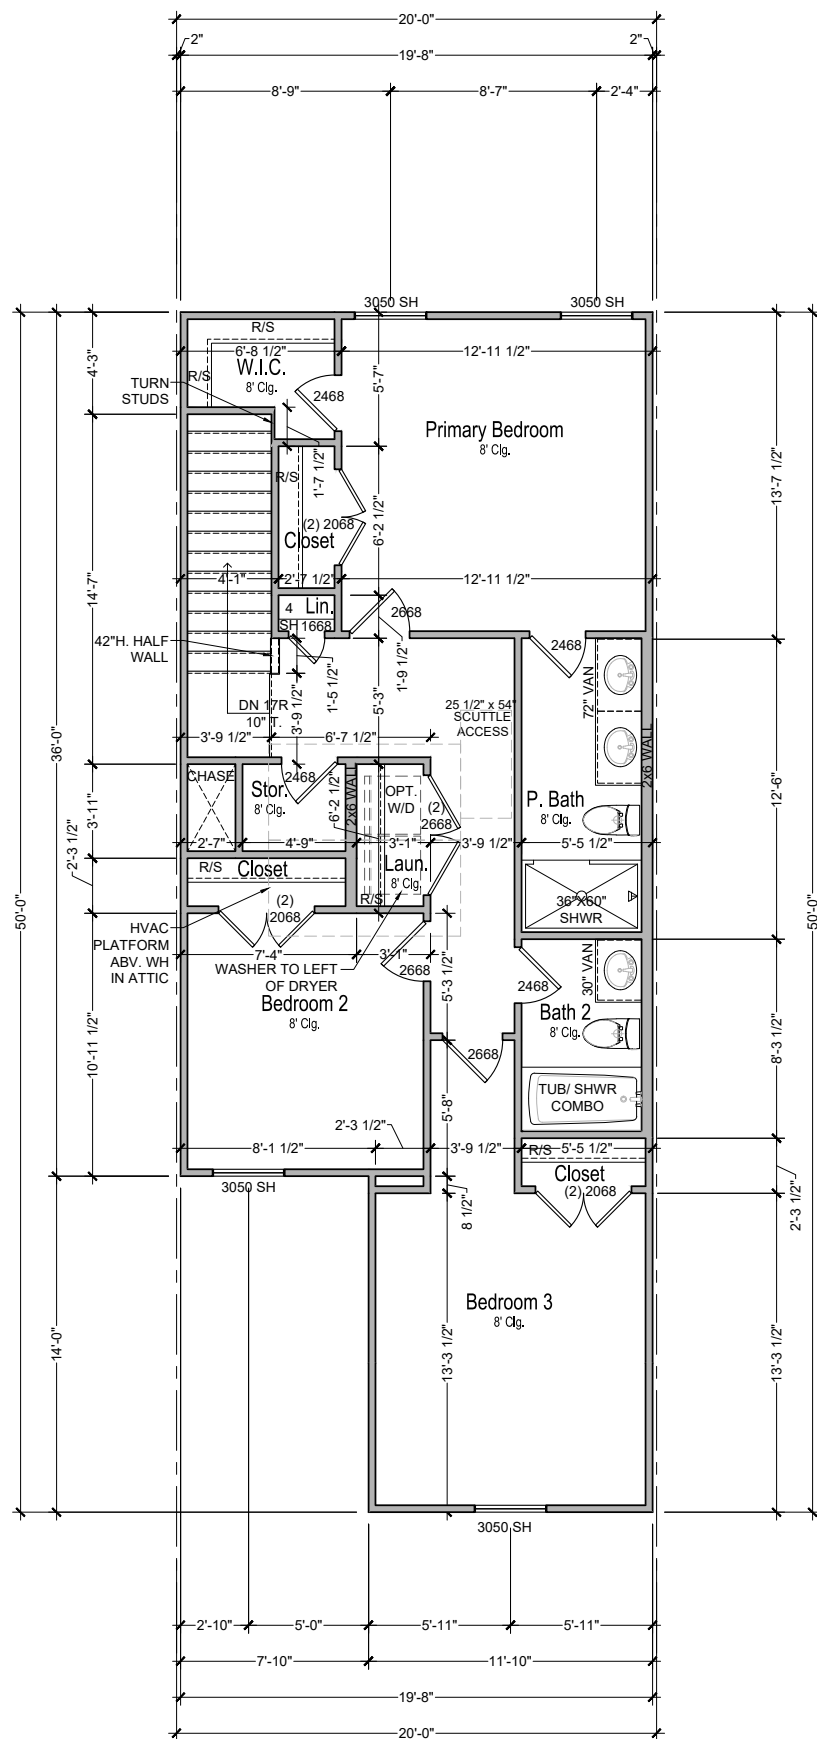 20'-0"
2"
2"
19'-8"
8'-9"
8'-7"
2'-4"
3050 SH
3050 SH
R/S
6'-8 1/2"
12'-11 1/2"
W.I.C.
R/S
8' Clg.
5'-7"
4'-3"
TURN
STUDS
2468
Primary Bedroom
8' Clg.
1'-7 1/2"
R/S
13'-7 1/2"
(2) 2068
Closet
6'-2 1/2"
4'-1"
2'-7 1/2"
12'-11 1/2"
14'-7"
4
Lin.
SH
1668
2668
42"H. HALF
WALL
2468
1'-9 1/2"
1'-5 1/2"
3'-9 1/2"
5'-3"
72" VAN
DN 17R
10" T.
25 1/2" x 54"
SCUTTLE
ACCESS
3'-9 1/2"
6'-7 1/2"
36'-0"
2x6 WALL
12'-6"
CHASE
2468
Stor.
8' Clg.
2x6 WALL
6'-2 1/2"
OPT.
W/D
(2)
2668
P. Bath
8' Clg.
3'-11"
2'-3 1/2"
2'-7"
4'-9"
3'-1"
3'-9 1/2"
5'-5 1/2"
R/S
Closet
Laun.
8' Clg.
R/S
(2)
2068
36"X60"
SHWR
50'-0"
50'-0"
HVAC
PLATFORM
ABV. WH
IN ATTIC
7'-4"
3'-1"
WASHER TO LEFT
OF DRYER
2668
5'-3 1/2"
2468
30" VAN
Bedroom 2
8' Clg.
Bath 2
8' Clg.
10'-11 1/2"
8'-3 1/2"
2668
TUB/ SHWR
COMBO
5'-8"
2'-3 1/2"
8'-1 1/2"
3'-9 1/2"
R/S
5'-5 1/2"
Closet
(2) 2068
3050 SH
8 1/2"
2'-3 1/2"
Bedroom 3
8' Clg.
14'-0"
13'-3 1/2"
13'-3 1/2"
3050 SH
2'-10"
5'-0"
5'-11"
5'-11"
7'-10"
11'-10"
19'-8"
20'-0"